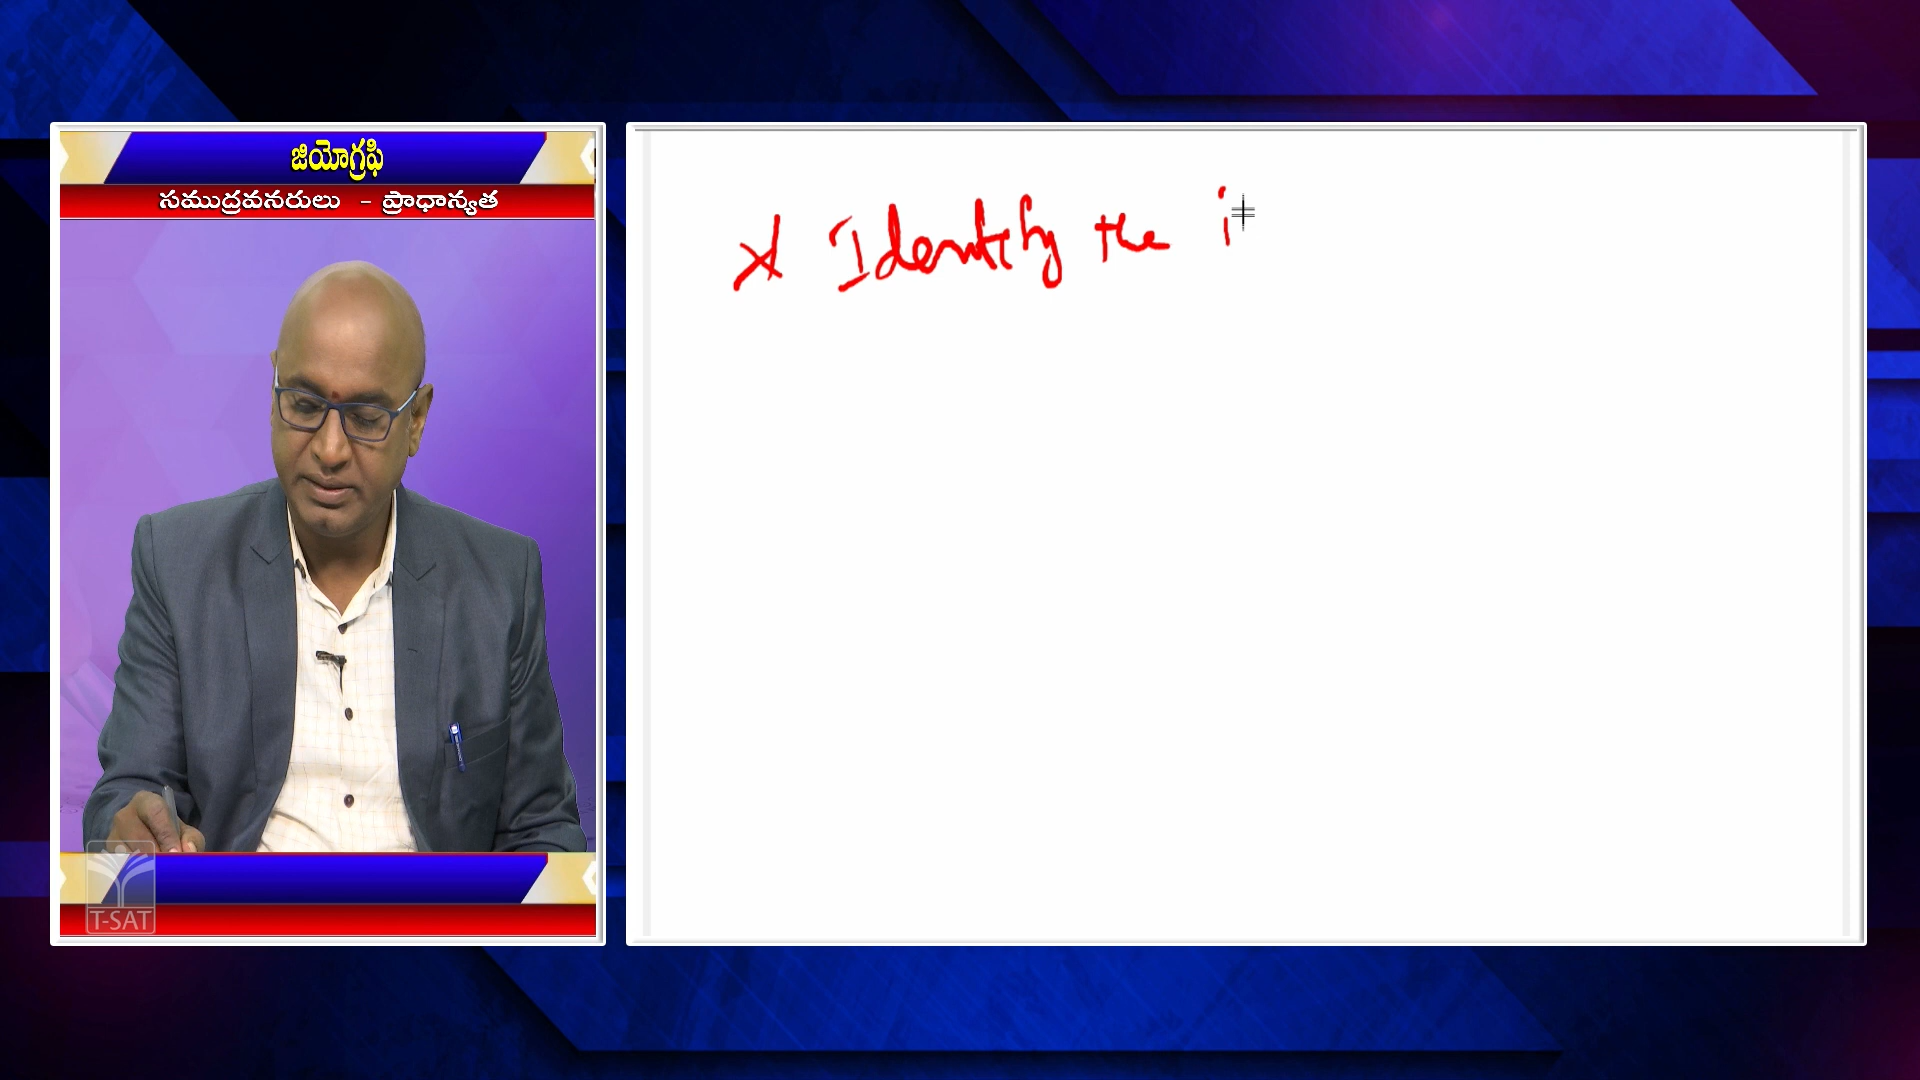 జియోగ్రఫి
సముద్రవనరులు - ప్రాధాన్యత
Identify the i
T-SAT